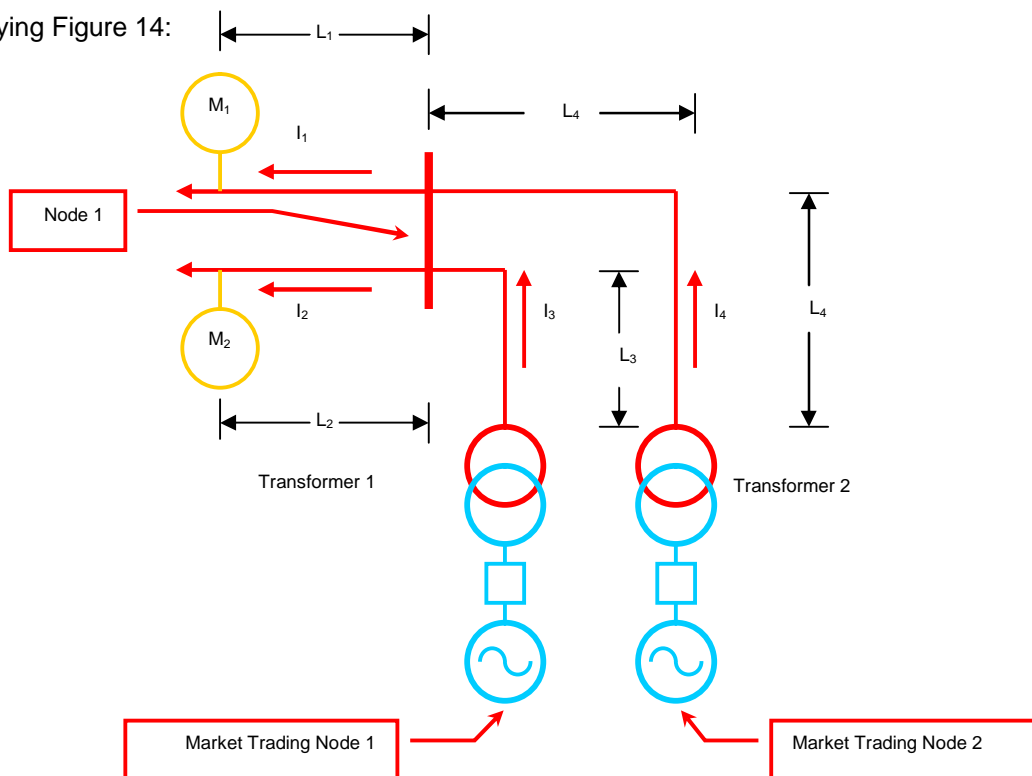 ying Figure 14:
L1
M1
L4
I1
Node 1
I2
I3
I4
L4
M2
L3
L2
Transformer 1
Transformer 2
Market Trading Node 1
Market Trading Node 2